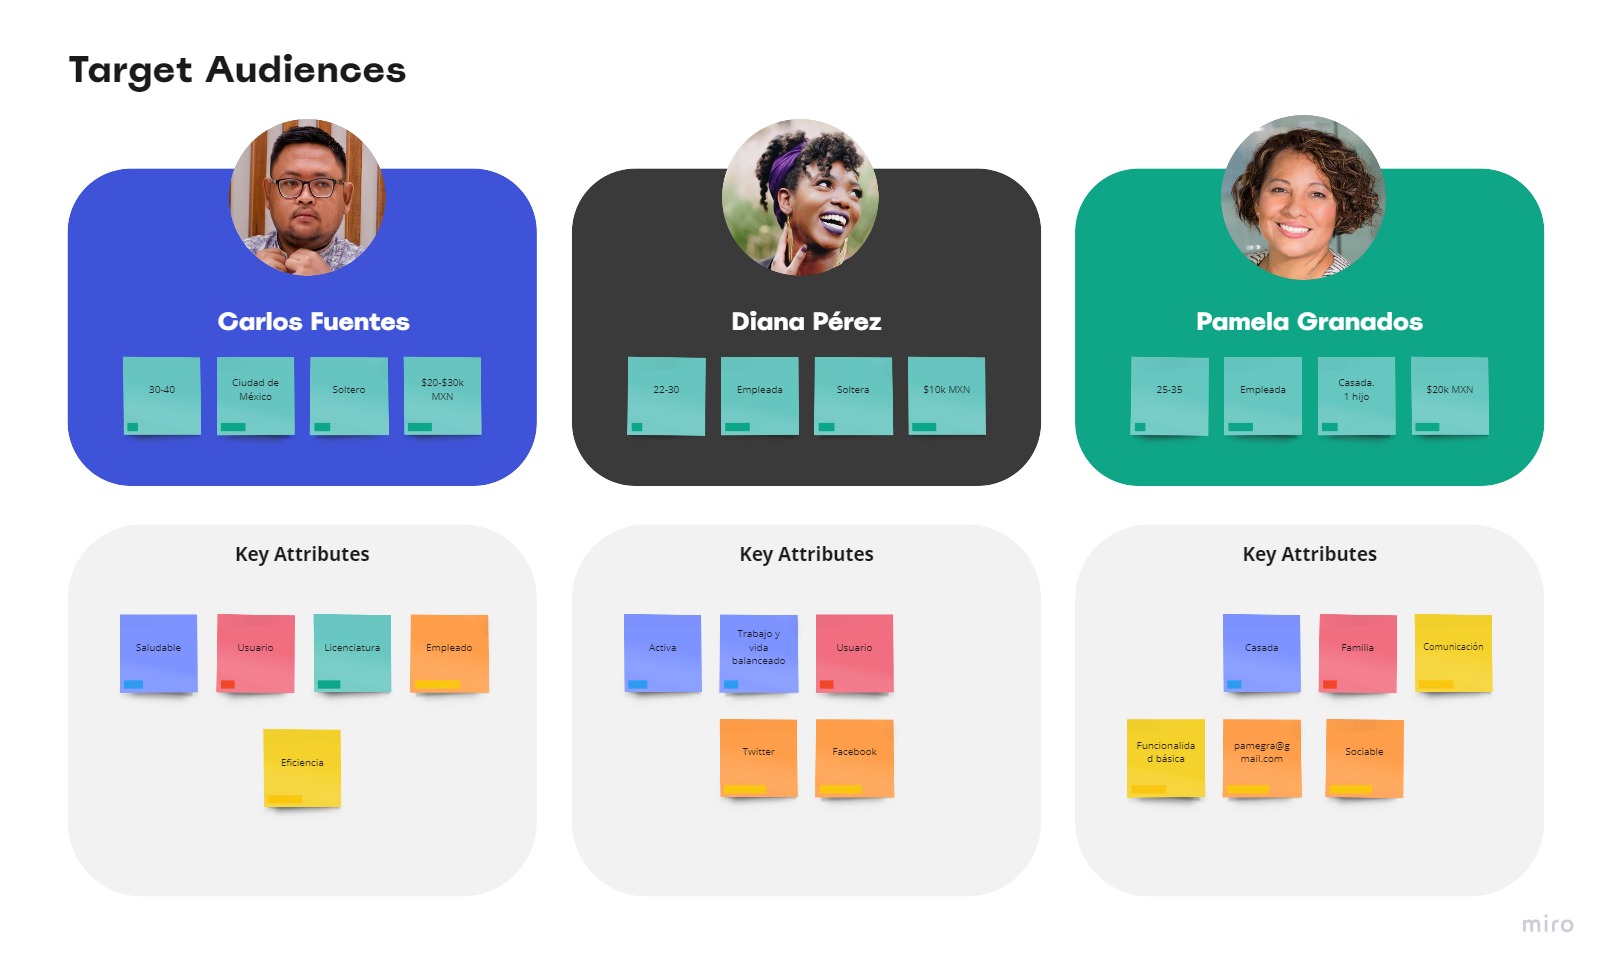 Target Audiences
Carlos Fuentes
30-40
Ciudad de
México
Soltero
$20-$30k
MXN
Diana Pérez
22-30
Empleada
Soltera
$10k MXN
Pamela Granados
25-35
Empleada
Casada.
1 hijo
$20k MXN
Key Attributes
Saludable
Usuario
Licenciatura
Empleado
Eficiencia
Key Attributes
Activa
Trabajo y
vida
balanceado
Usuario
Twitter
Facebook
Key Attributes
Casada
Familia
Comunicación
Funcionalida
d básica
pamegra@g
mail.com
Sociable
miro